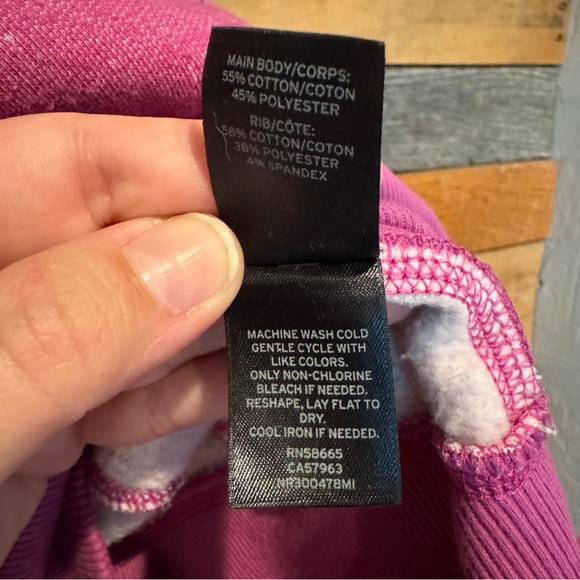 MAIN BODY/CORPS:
55% COTTON/COTON
45% POLYESTER
RIB/CÔTE:
58% COTTON/COTON
38% POLYESTER
4% SPANDEX
MACHINE WASH COLD
GENTLE CYCLE WITH
LIKE COLORS.
ONLY NON-CHLORINE
BLEACH IF NEEDED.
RESHAPE, LAY FLAT TO
DRY.
COOL IRON IF NEEDED.
RN58665
CA57963
NR300478MI